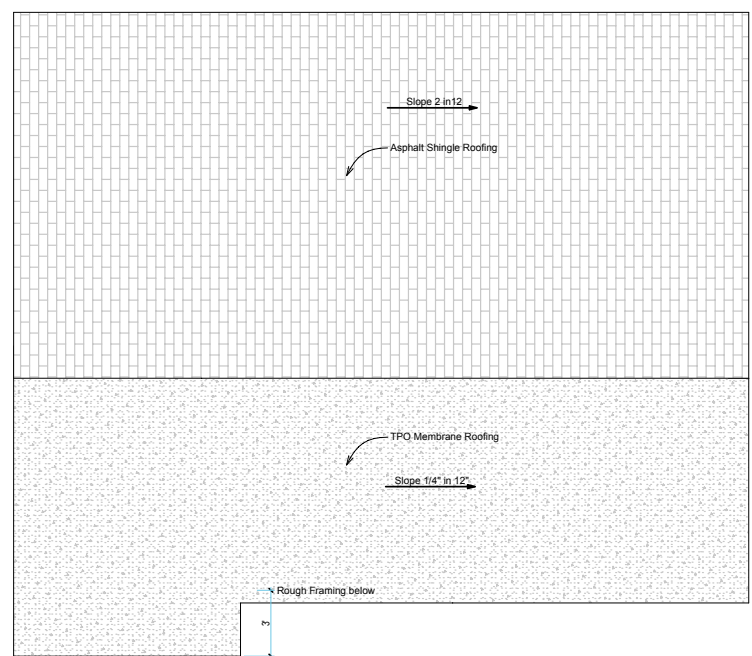 Slope 2 in12
Asphalt Shingle Roofing
TPO Membrane Roofing
Slope 1/4" in 12"
Rough Framing below
3